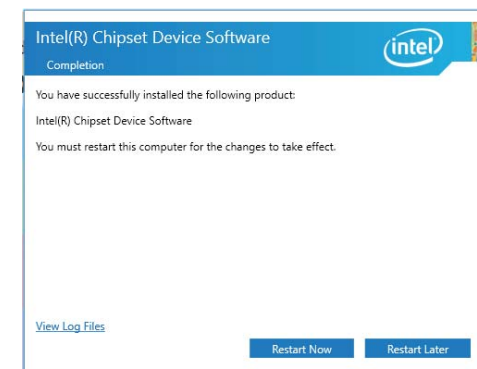 Intel(R) Chipset Device Software
intel
Completion
You have successfully installed the following product:
Intel(R) Chipset Device Software
You must restart this computer for the changes to take effect.
View Log Files
Restart Now
Restart Later